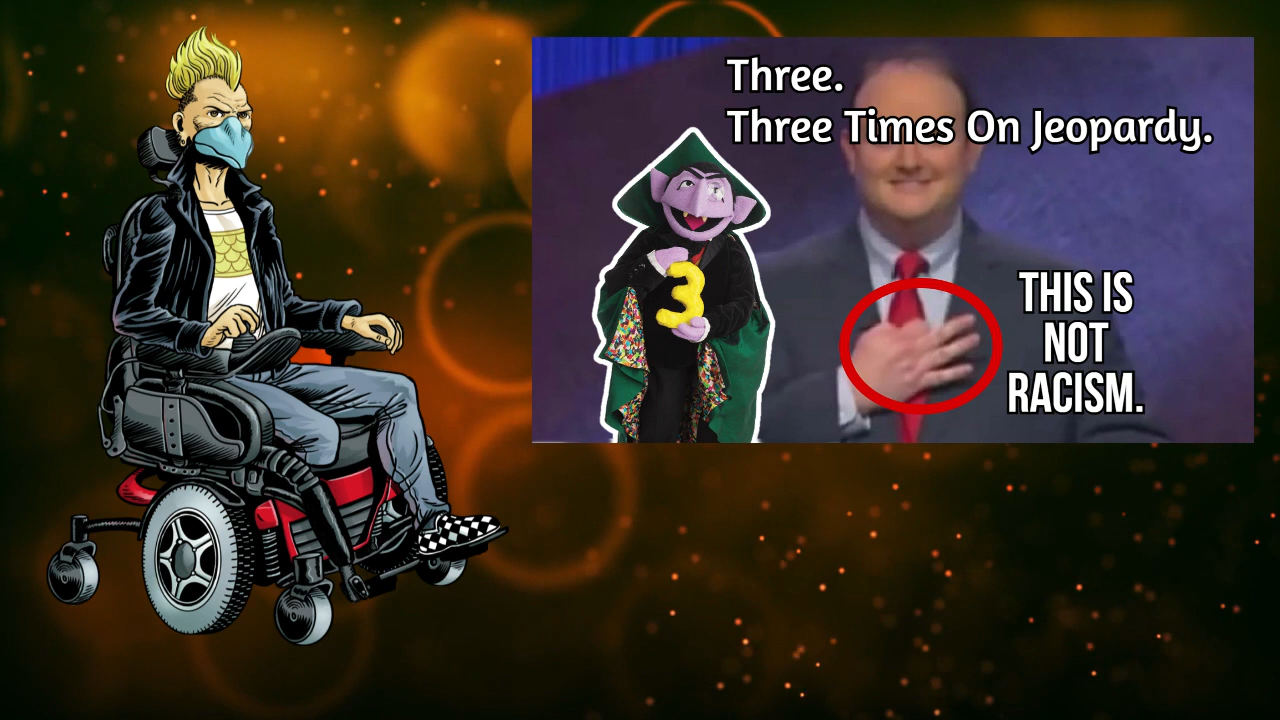 Three.
Three Times On Jeopardy.
3
THIS IS
NOT
RACISM.